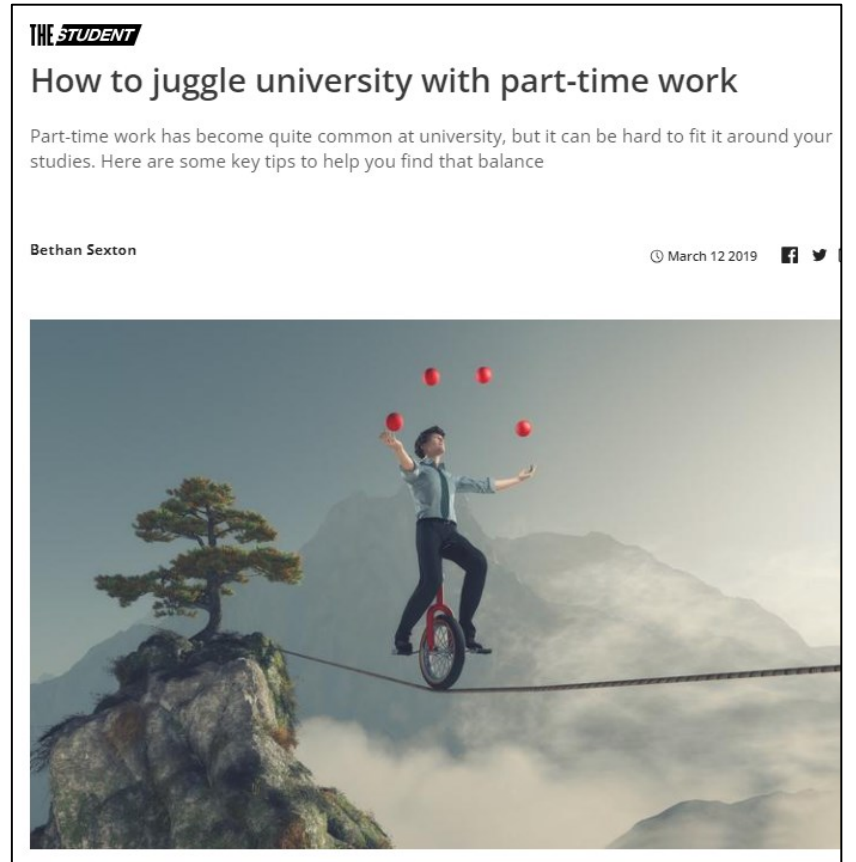 THE STUDENT
How to juggle university with part-time work
Part-time work has become quite common at university, but it can be hard to fit it around your
studies. Here are some key tips to help you find that balance
Bethan Sexton
March 12 2019